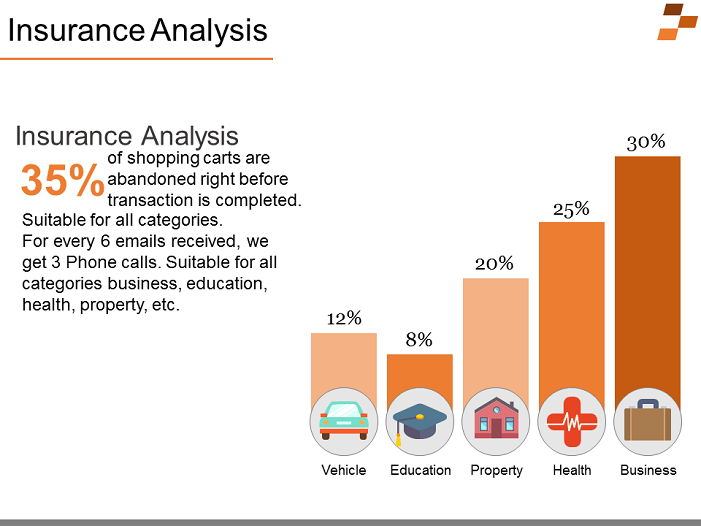 Insurance Analysis
Insurance Analysis
35%
of shopping carts are
abandoned right before
transaction is completed.
Suitable for all categories.
For every 6 emails received, we
get 3 Phone calls. Suitable for all
categories business, education,
health, property, etc.
12%
8%
20%
25%
30%
Vehicle
Education
Property
Health
Business